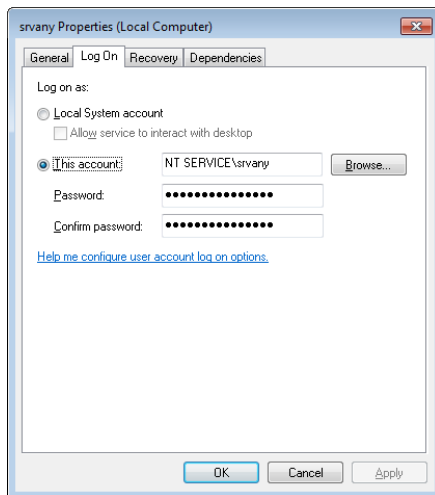 srvany Properties (Local Computer)
General Log On Recovery Dependencies
Log on as:
Local System account
Allow service to interact with desktop
This account: NT SERVICE\srvany Browse...
Password: •••••••••••••••
Confirm password: •••••••••••••••
Help me configure user account log on options.
OK Cancel Apply